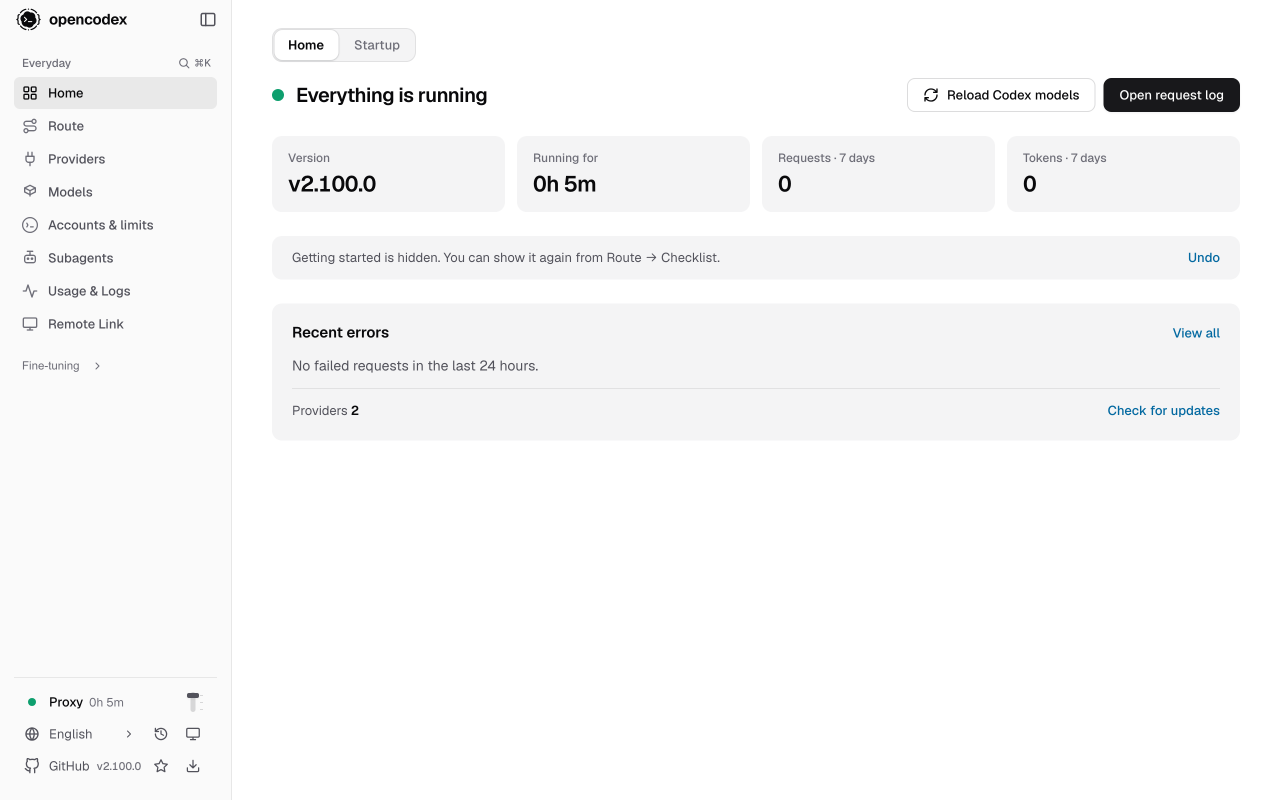 opencodex
Everyday
⌘K
Home
Route
Providers
Models
Accounts & limits
Subagents
Usage & Logs
Remote Link
Fine-tuning
Proxy 0h 5m
English
GitHub v2.100.0
Home Startup
Everything is running
Reload Codex models
Open request log
Version
v2.100.0
Running for
0h 5m
Requests · 7 days
0
Tokens · 7 days
0
Getting started is hidden. You can show it again from Route → Checklist.
Undo
Recent errors
View all
No failed requests in the last 24 hours.
Providers 2
Check for updates